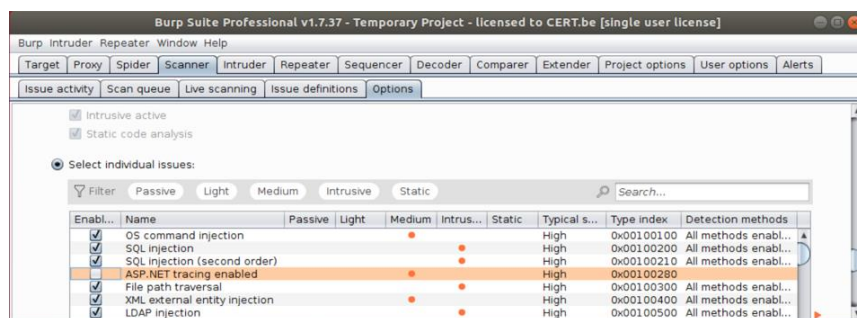 Burp Suite Professional v1.7.37 - Temporary Project - licensed to CERT.be [single user license]
Burp Intruder Repeater Window Help
Target Proxy Spider Scanner Intruder Repeater Sequencer Decoder Comparer Extender Project options User options Alerts
Issue activity Scan queue Live scanning Issue definitions Options
Intrusive active
Static code analysis
Select individual issues:
Filter Passive Light Medium Intrusive Static Search...
Enabl... Name Passive Light Medium Intrus... Static Typical s... Type index Detection methods
OS command injection High 0x00100100 All methods enabl...
SQL injection High 0x00100200 All methods enabl...
SQL injection (second order) High 0x00100210 All methods enabl...
ASP.NET tracing enabled High 0x00100280
File path traversal High 0x00100300 All methods enabl...
XML external entity injection High 0x00100400 All methods enabl...
LDAP injection High 0x00100500 All methods enabl...